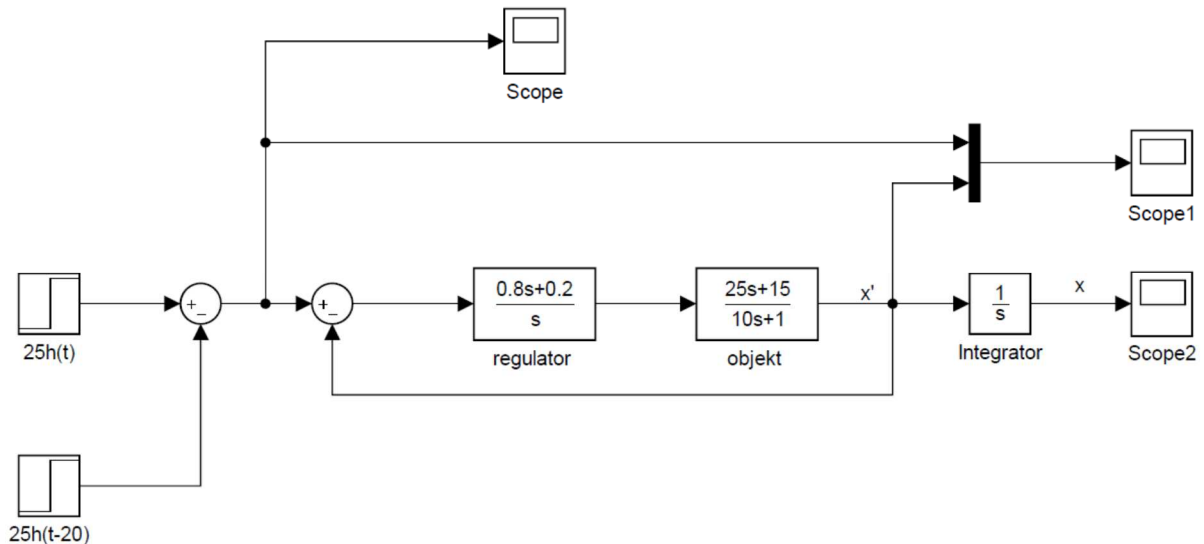 Scope
Scope1
25h(t)
+
−
+
−
0.8s+0.2
s
regulator
25s+15
10s+1
objekt
x'
1
s
Integrator
x
Scope2
25h(t-20)